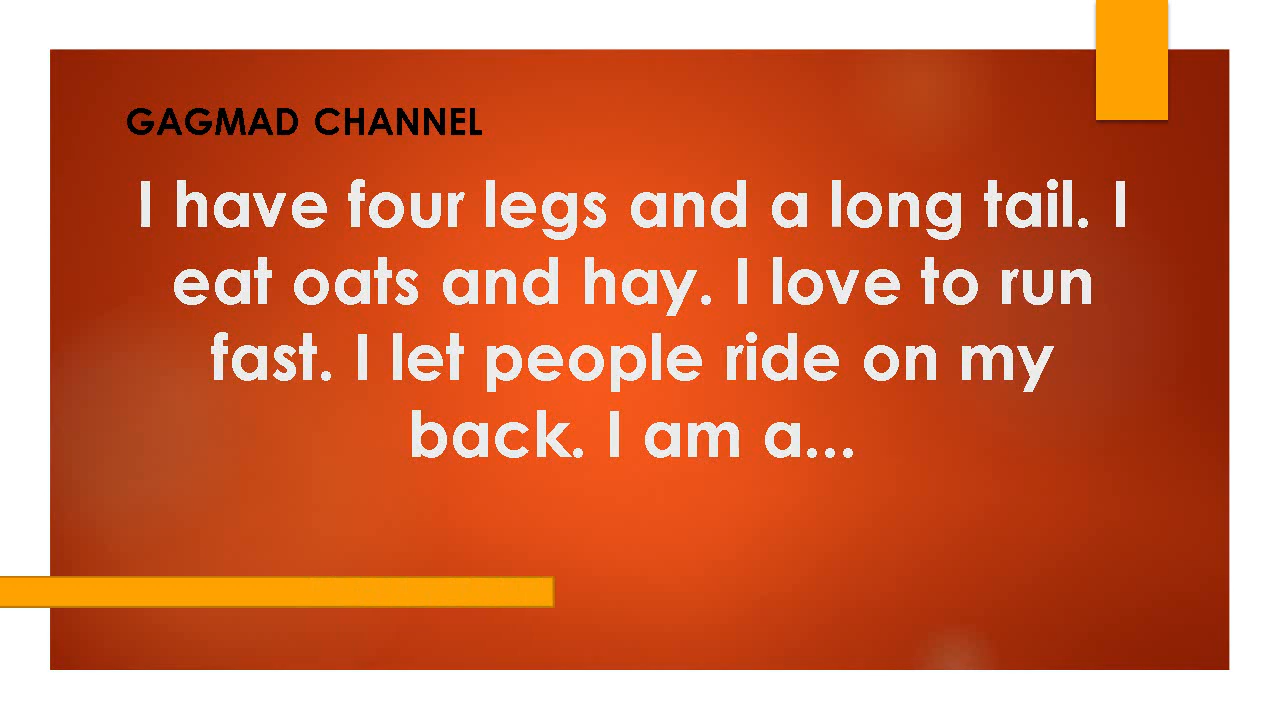 GAGMAD CHANNEL
I have four legs and a long tail. I
eat oats and hay. I love to run
fast. I let people ride on my
back. I am a...